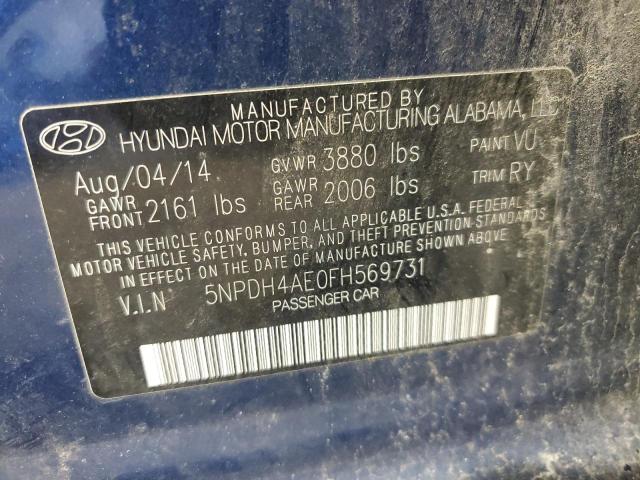 MANUFACTURED BY
HYUNDAI MOTOR MANUFACTURING ALABAMA, LLC
Aug/04/14 GVWR 3880 lbs PAINT VU
GAWR FRONT 2161 lbs GAWR REAR 2006 lbs TRIM RY
THIS VEHICLE CONFORMS TO ALL APPLICABLE U.S.A. FEDERAL
MOTOR VEHICLE SAFETY, BUMPER, AND THEFT PREVENTION STANDARDS
IN EFFECT ON THE DATE OF MANUFACTURE SHOWN ABOVE
V.I.N 5NPDH4AE0FH569731
PASSENGER CAR